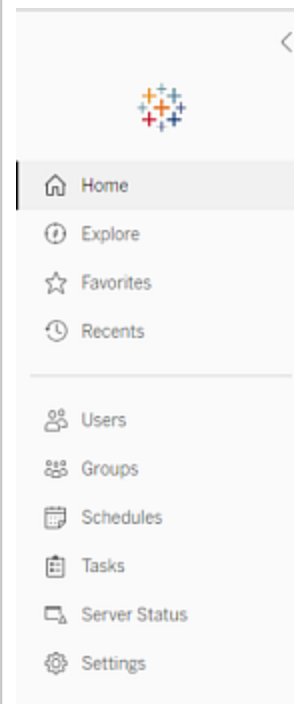 Home
Explore
Favorites
Recents
Users
Groups
Schedules
Tasks
Server Status
Settings